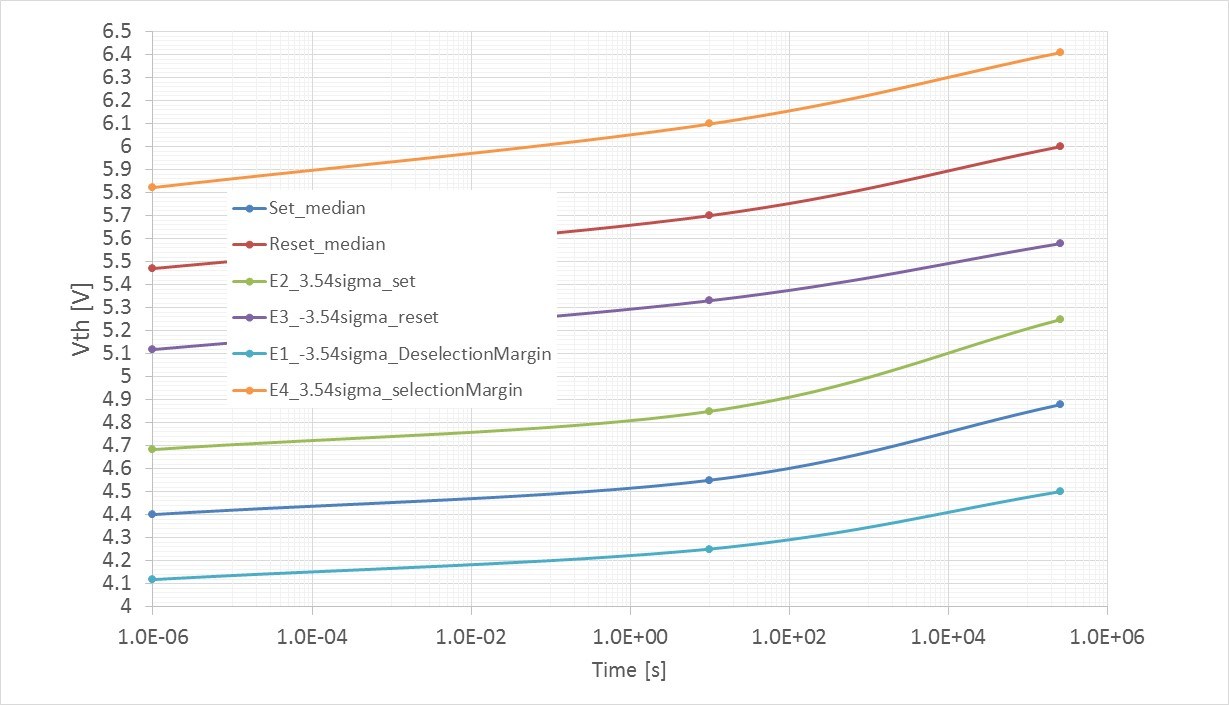 6.5
6.4
6.3
6.2
6.1
6
5.9
5.8
5.7
5.6
5.5
5.4
5.3
5.2
5.1
5
4.9
4.8
4.7
4.6
4.5
4.4
4.3
4.2
4.1
4
Vth [V]
Set_median
Reset_median
E2_3.54sigma_set
E3_-3.54sigma_reset
E1_-3.54sigma_DeselectionMargin
E4_3.54sigma_selectionMargin
1.0E-06 1.0E-04 1.0E-02 1.0E+00 1.0E+02 1.0E+04 1.0E+06
Time [s]